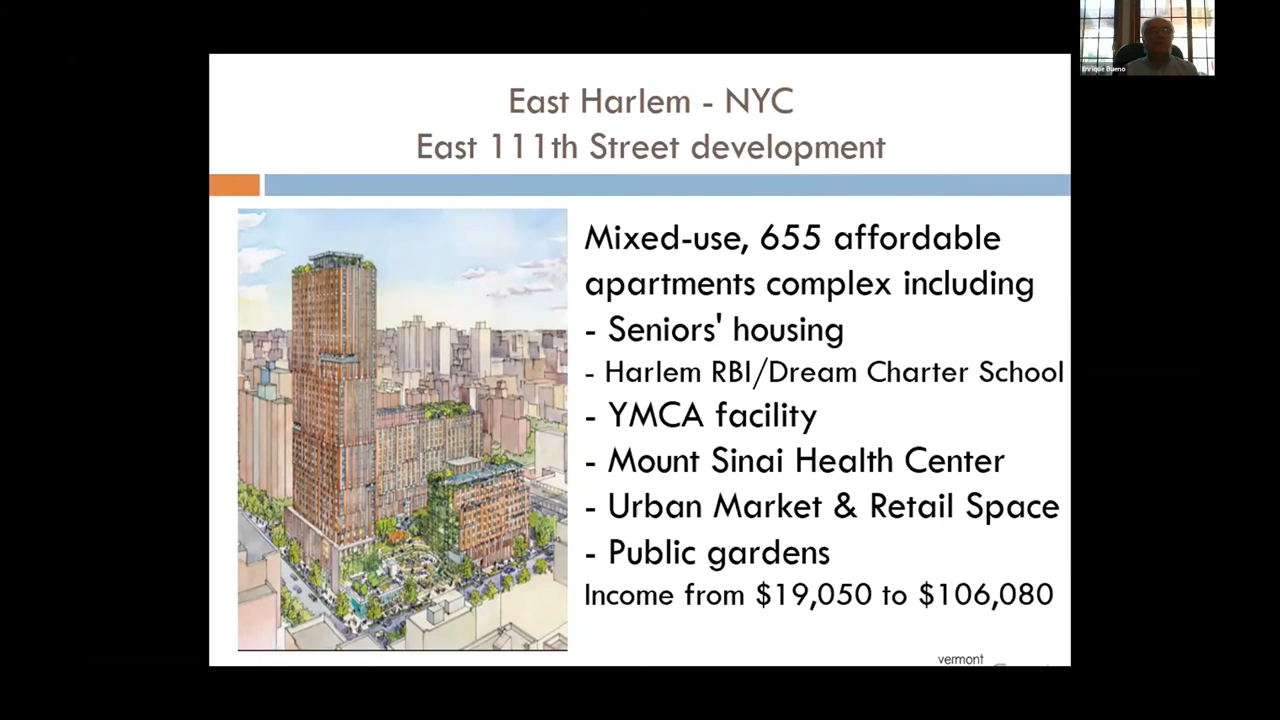 Enrique Bueno
East Harlem - NYC
East 111th Street development
Mixed-use, 655 affordable
apartments complex including
- Seniors' housing
- Harlem RBI/Dream Charter School
- YMCA facility
- Mount Sinai Health Center
- Urban Market & Retail Space
- Public gardens
Income from $19,050 to $106,080
vermont